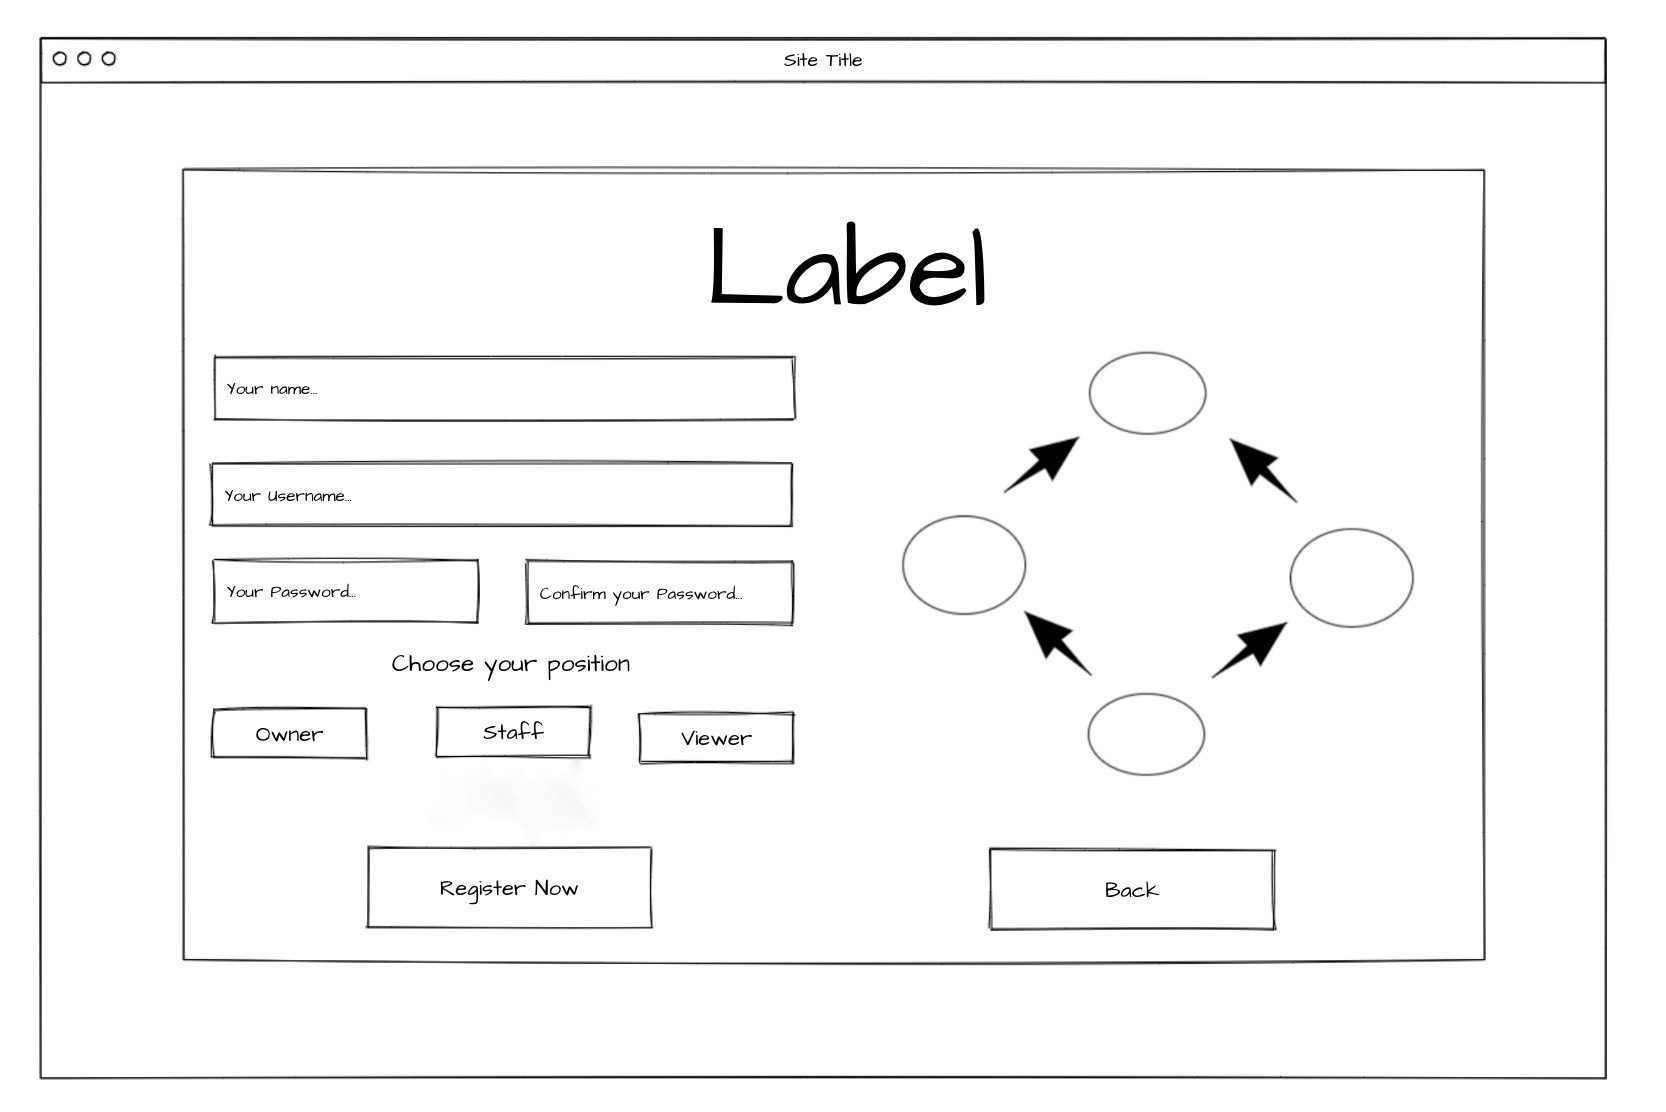 Site Title
Label
Your name...
Your Username...
Your Password...
Confirm your Password...
Choose your position
Owner
Staff
Viewer
Register Now
Back